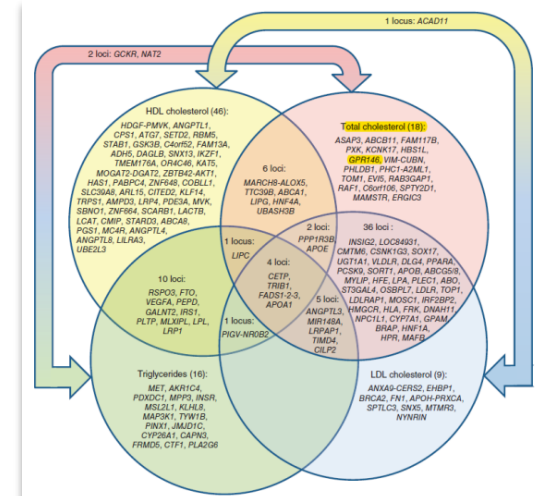 1 locus: ACAD11
2 loci: GCKR, NAT2
HDL cholesterol (46):
HDGF-PMVK, ANGPTL1,
CPS1, ATG7, SETD2, RBM5,
STAB1, GSK3B, C4orf52, FAM13A,
ADH5, DAGLB, SNX13, IKZF1,
TMEM176A, OR4C46, KAT5,
MOGAT2-DGAT2, ZBTB42-AKT1,
HAS1, PABPC4, ZNF648, COBLL1,
SLC39A8, ARL15, CITED2, KLF14,
TRPS1, AMPD3, LRP4, PDE3A, MVK,
SBNO1, ZNF664, SCARB1, LACTB,
LCAT, CMIP, STARD3, ABCA8,
PGS1, MC4R, ANGPTL4,
ANGPTL8, LILRA3,
UBE2L3
Total cholesterol (18):
ASAP3, ABCB11, FAM117B,
PXK, KCNK17, HBS1L,
GPR146, VIM-CUBN,
PHLDB1, PHC1-A2ML1,
TOM1, EVI5, RAB3GAP1,
RAF1, C6orf106, SPTY2D1,
MAMSTR, ERGIC3
6 loci:
MARCH8-ALOX5,
TTC39B, ABCA1,
LIPG, HNF4A,
UBASH3B
2 loci:
PPP1R3B,
APOE
36 loci:
INSIG2, LOC84931,
CMTM6, CSNK1G3, SOX17,
UGT1A1, VLDLR, DLG4, PPARA,
PCSK9, SORT1, APOB, ABCG5/8,
MYLIP, HFE, LPA, PLEC1, ABO,
ST3GAL4, OSBPL7, LDLR, TOP1,
LDLRAP1, MOSC1, IRF2BP2,
HMGCR, HLA, FRK, DNAH11,
NPC1L1, CYP7A1, GPAM,
BRAP, HNF1A,
HPR, MAFB
1 locus:
LIPC
4 loci:
CETP,
TRIB1,
FADS1-2-3,
APOA1
10 loci:
RSPO3, FTO,
VEGFA, PEPD,
GALNT2, IRS1,
PLTP, MLXIPL, LPL,
LRP1
1 locus:
PIGV-NR0B2
5 loci:
ANGPTL3,
MIR148A,
LRPAP1,
TIMD4,
CILP2
Triglycerides (16):
MET, AKR1C4,
PDXDC1, MPP3, INSR,
MSL2L1, KLHL8,
MAP3K1, TYW1B,
PINX1, JMJD1C,
CYP26A1, CAPN3,
FRMD5, CTF1, PLA2G6
LDL cholesterol (9):
ANXA9-CERS2, EHBP1,
BRCA2, FN1, APOH-PRXCA,
SPTLC3, SNX5, MTMR3,
NYNRIN